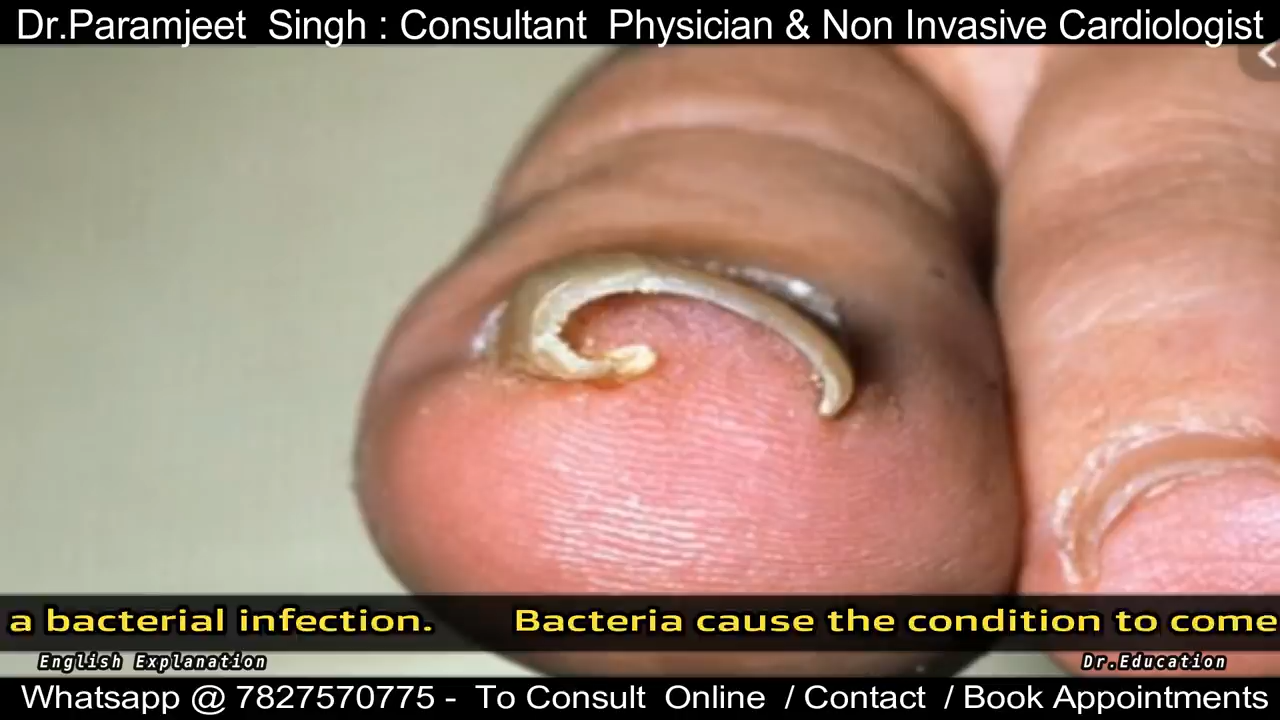 Dr.Paramjeet Singh : Consultant Physician & Non Invasive Cardiologist
a bacterial infection. Bacteria cause the condition to come
English Explanation
Dr.Education
Whatsapp @ 7827570775 - To Consult Online / Contact / Book Appointments